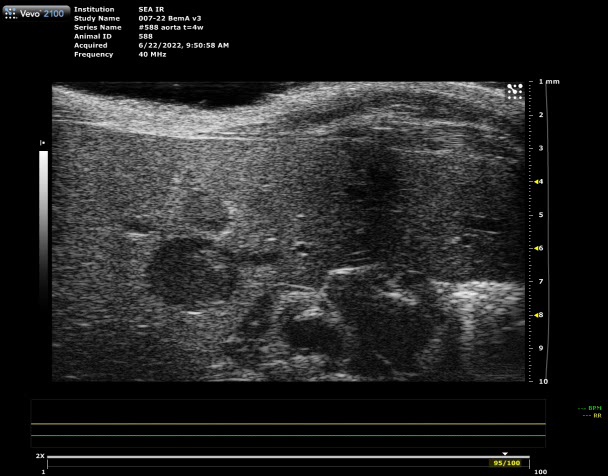 Vevo 2100
Institution SEA IR
Study Name 007-22 BemA v3
Series Name #588 aorta t=4w
Animal ID 588
Acquired 6/22/2022, 9:50:58 AM
Frequency 40 MHz
1 mm
2
3
4
5
6
7
8
9
10
--- BPM
--- RR
2X
95/100
1 100